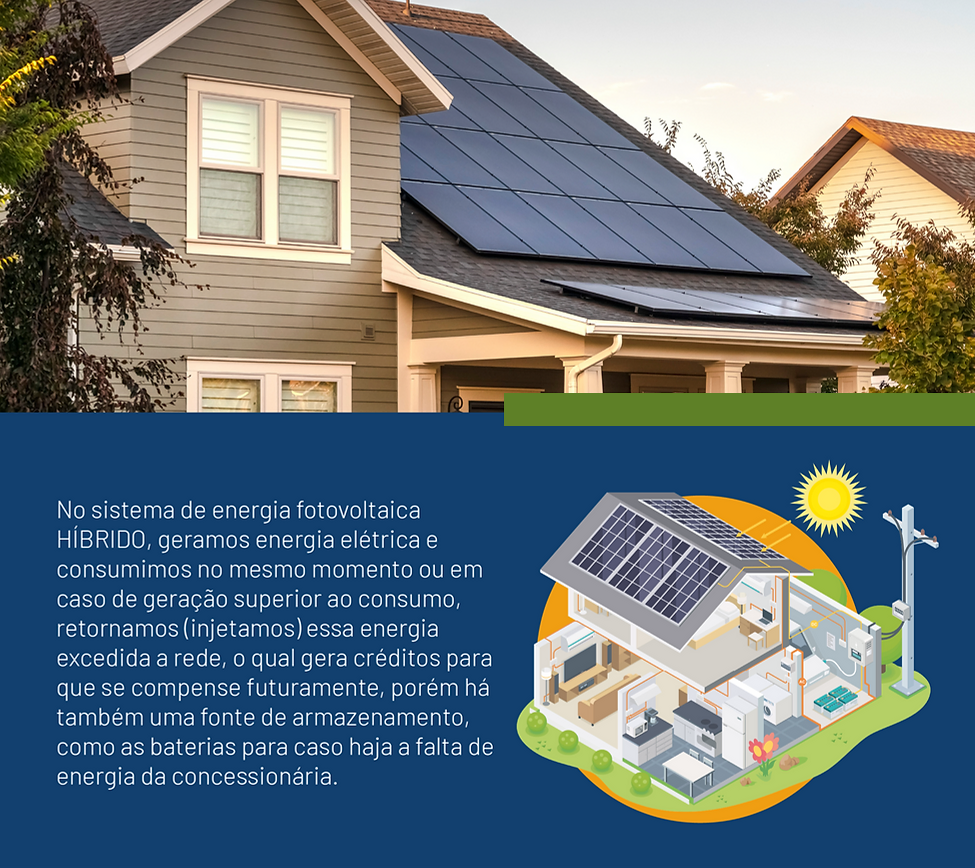 No sistema de energia fotovoltaica
HÍBRIDO, geramos energia elétrica e
consumimos no mesmo momento ou em
caso de geração superior ao consumo,
retornamos (injetamos) essa energia
excedida a rede, o qual gera créditos para
que se compense futuramente, porém há
também uma fonte de armazenamento,
como as baterias para caso haja a falta de
energia da concessionária.